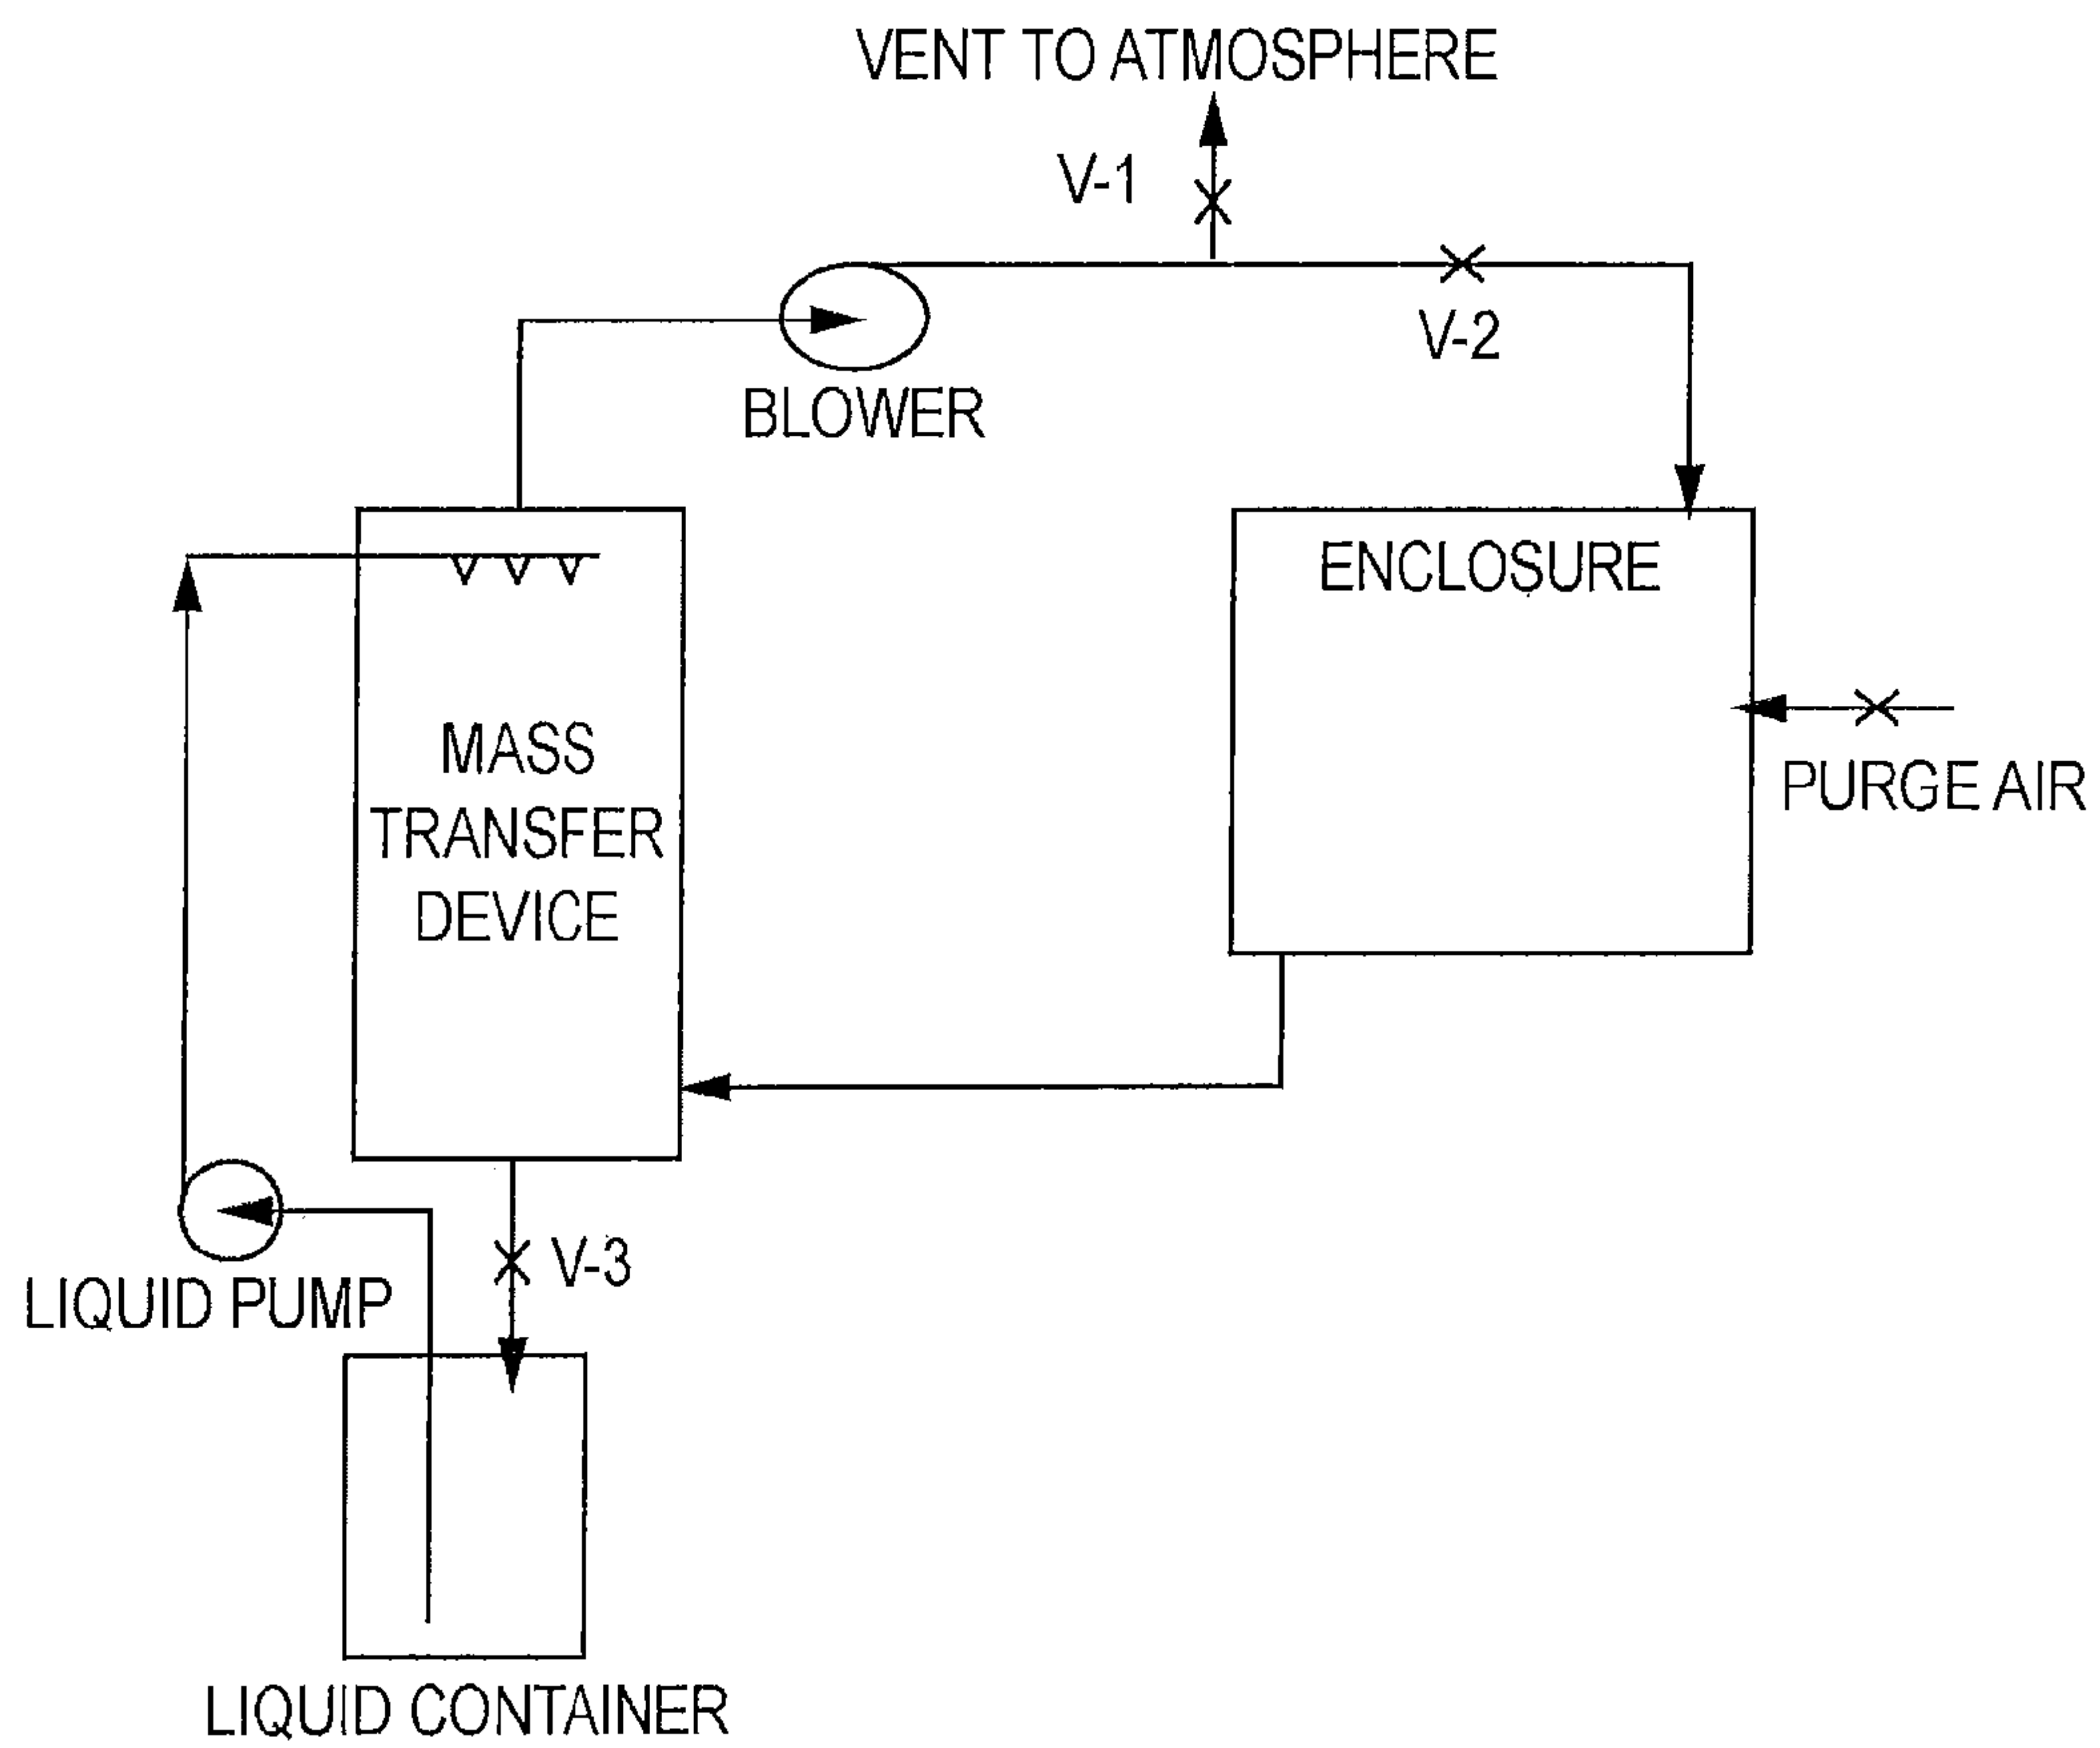 VENT TO ATMOSPHERE
V-1
V-2
BLOWER
ENCLOSURE
MASS
TRANSFER
DEVICE
PURGE AIR
V-3
LIQUID PUMP
LIQUID CONTAINER